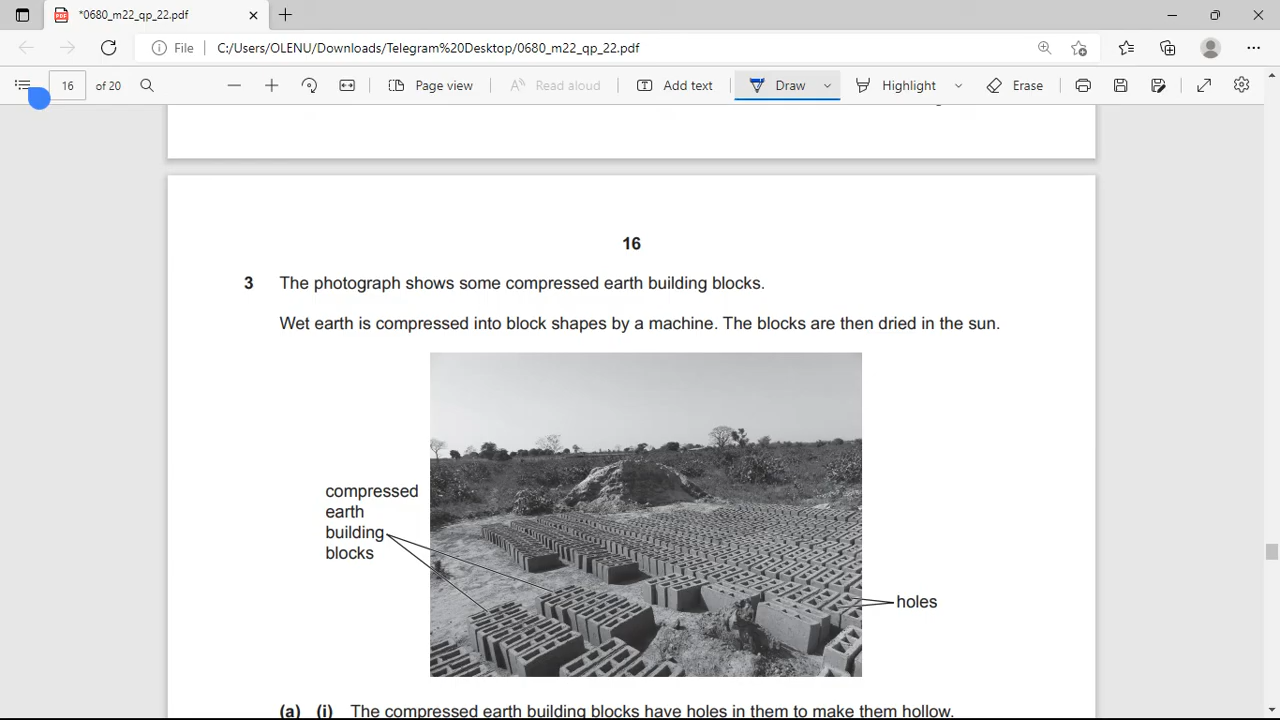 *0680_m22_qp_22.pdf
File
C:/Users/OLENU/Downloads/Telegram%20Desktop/0680_m22_qp_22.pdf
16 of 20
Page view
Read aloud
Add text
Draw
Highlight
Erase
16
3 The photograph shows some compressed earth building blocks.
Wet earth is compressed into block shapes by a machine. The blocks are then dried in the sun.
compressed
earth
building
blocks
holes
(a) (i) The compressed earth building blocks have holes in them to make them hollow.